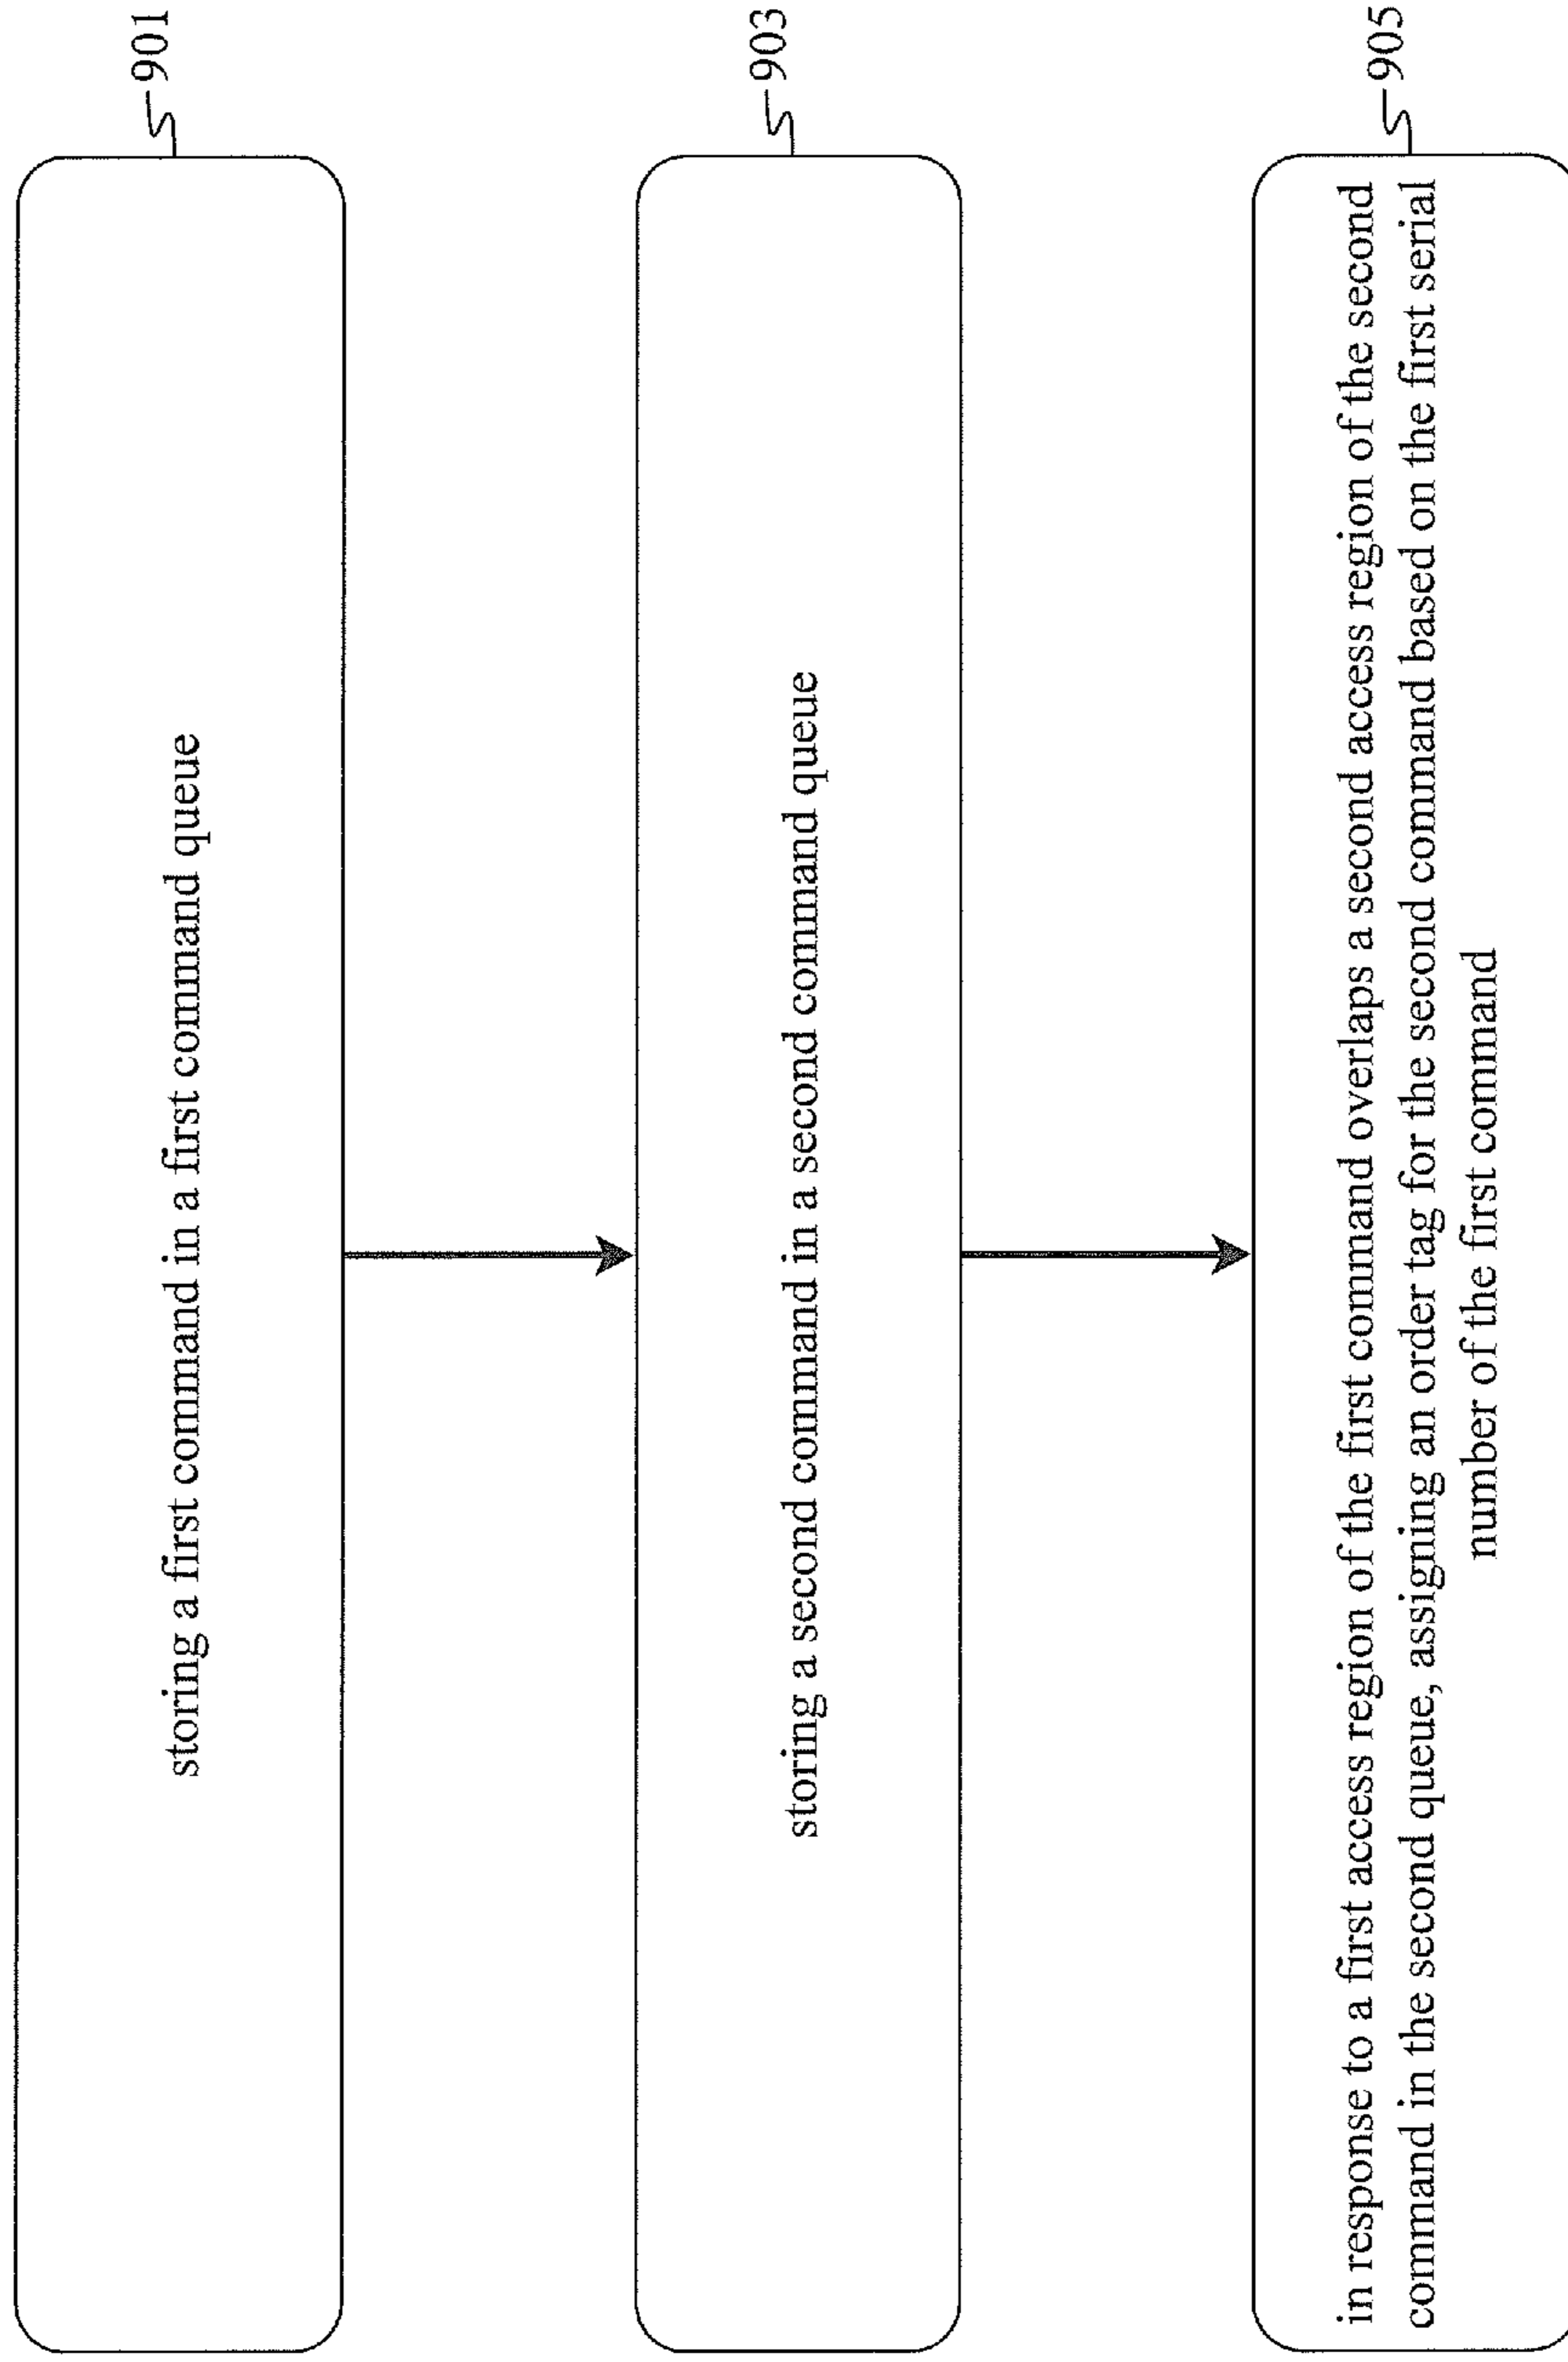 storing a first command in a first command queue
901
storing a second command in a second command queue
903
in response to a first access region of the first command overlaps a second access region of the second
command in the second queue, assigning an order tag for the second command based on the first serial
number of the first command
905